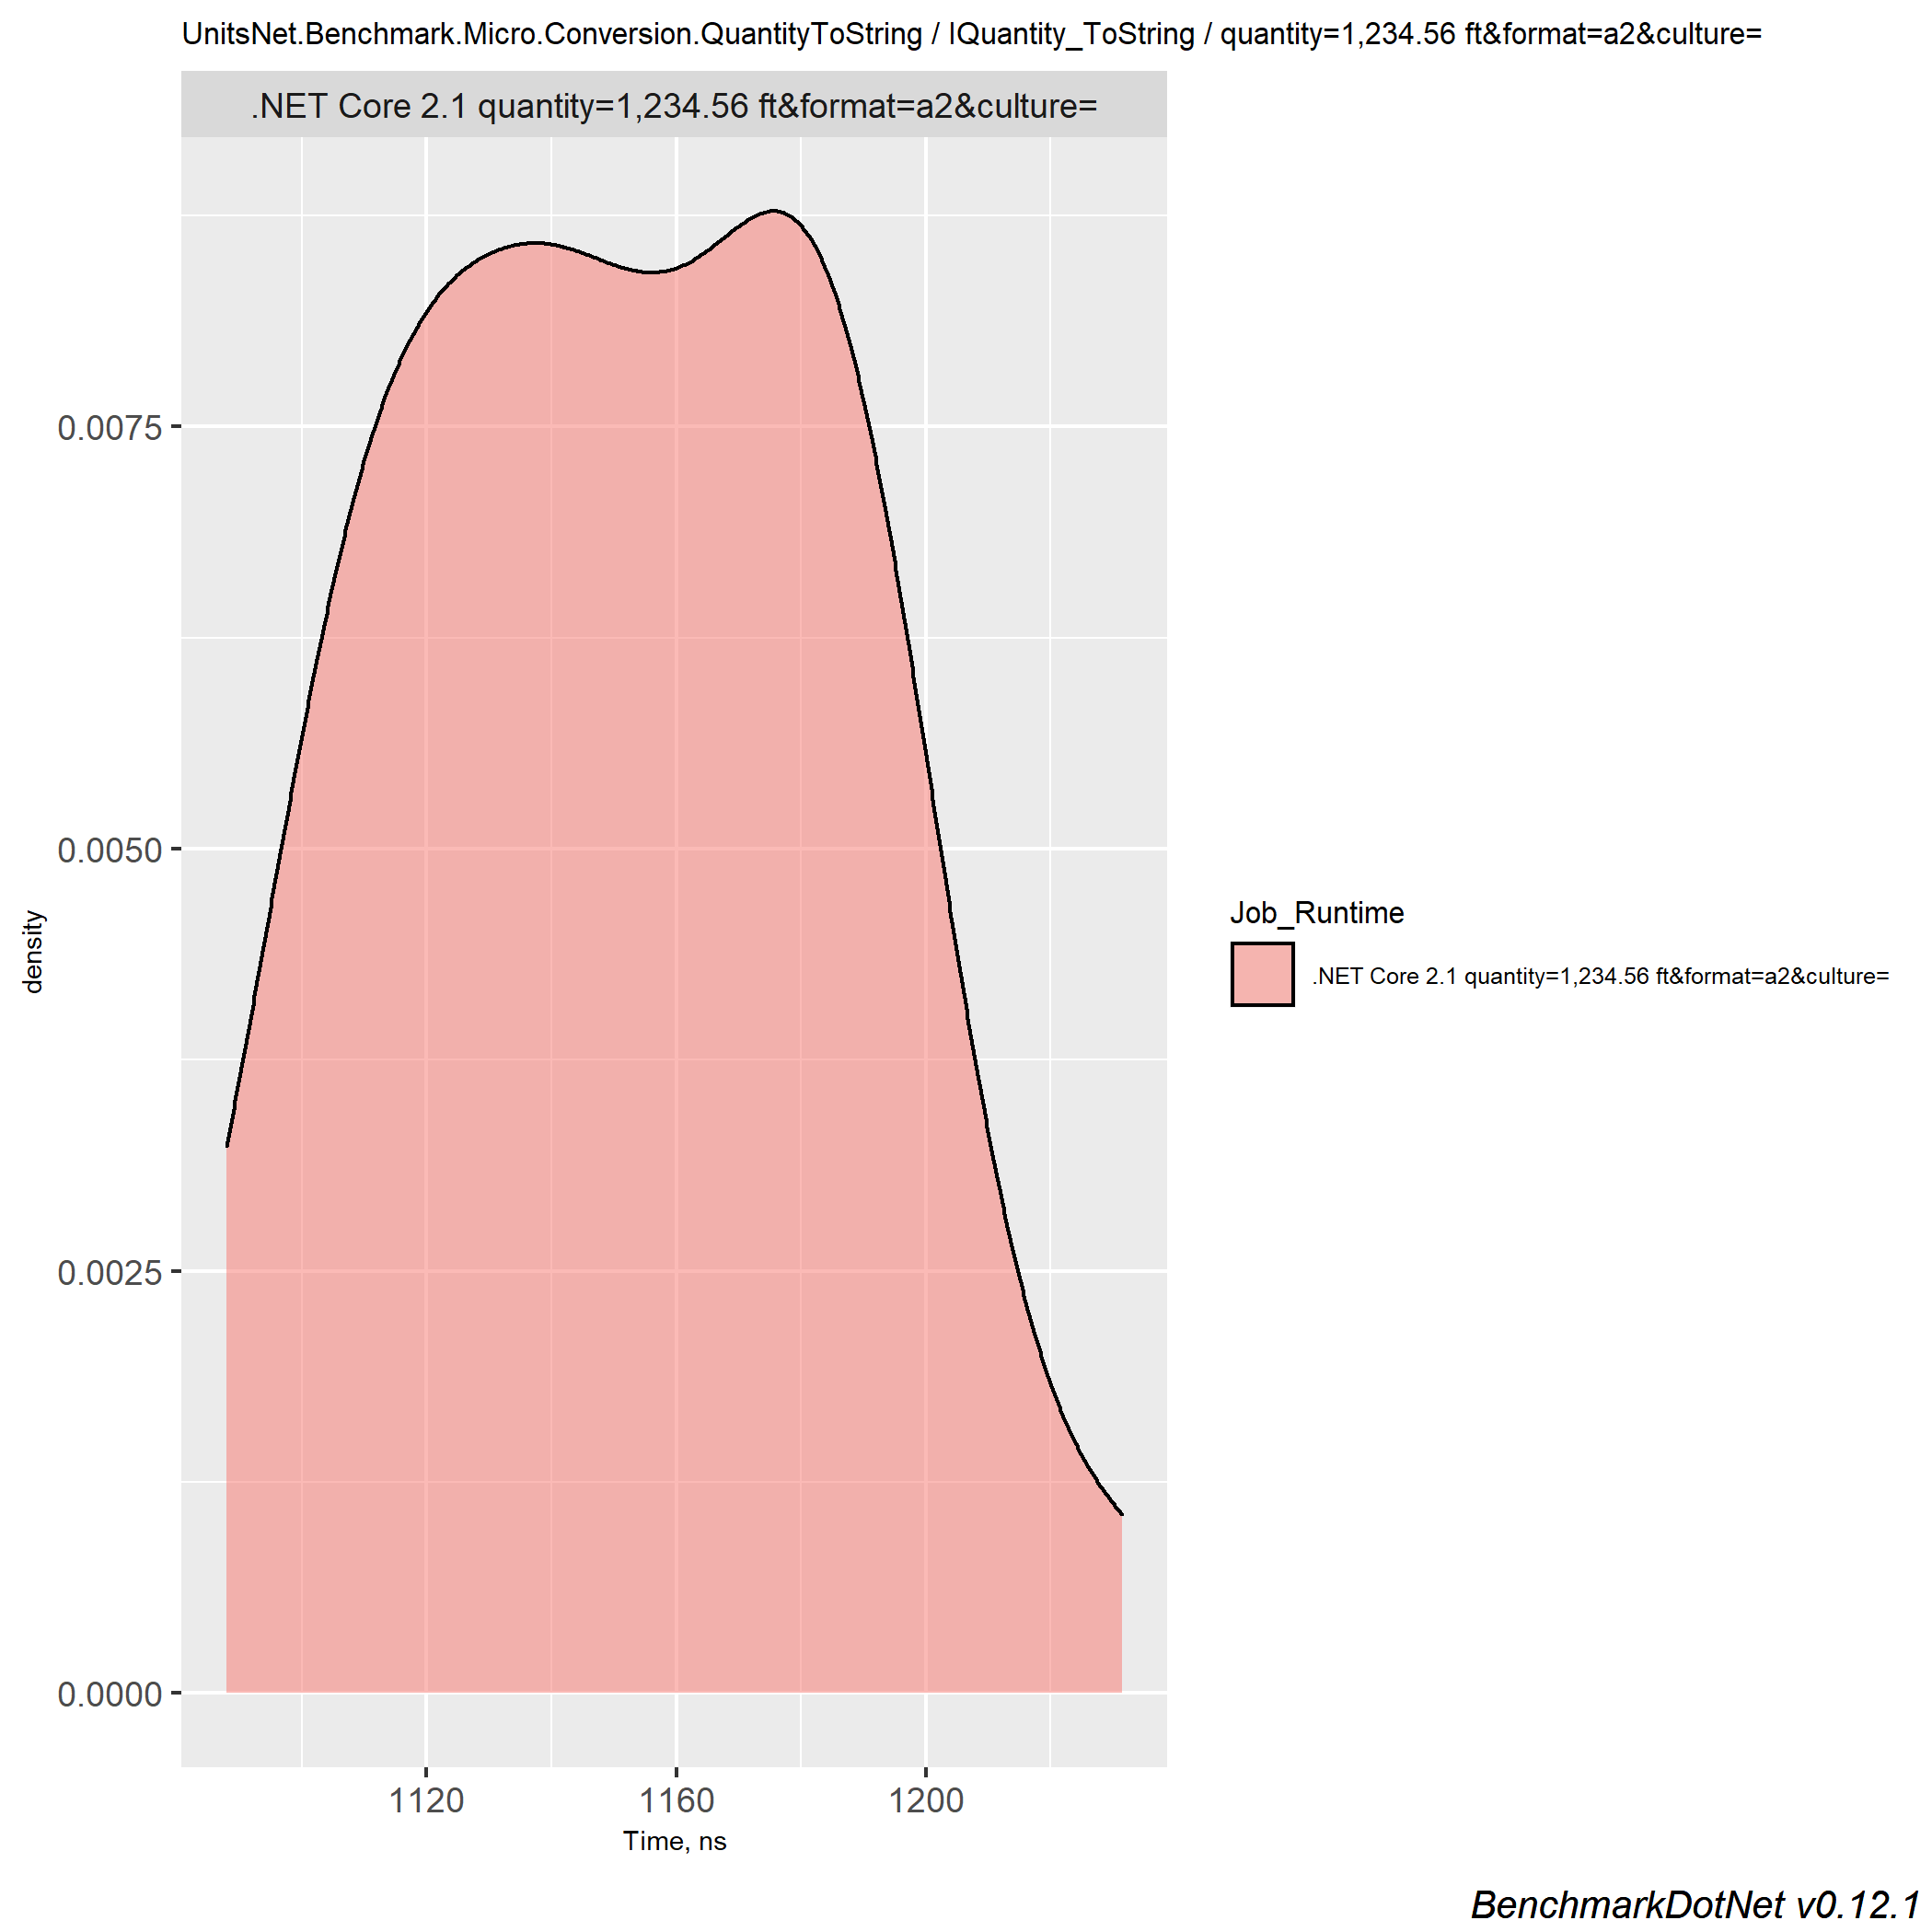 UnitsNet.Benchmark.Micro.Conversion.QuantityToString / IQuantity_ToString / quantity=1,234.56 ft&format=a2&culture=
.NET Core 2.1 quantity=1,234.56 ft&format=a2&culture=
0.0075
0.0050
0.0025
0.0000
density
1120 1160 1200
Time, ns
Job_Runtime
.NET Core 2.1 quantity=1,234.56 ft&format=a2&culture=
BenchmarkDotNet v0.12.1